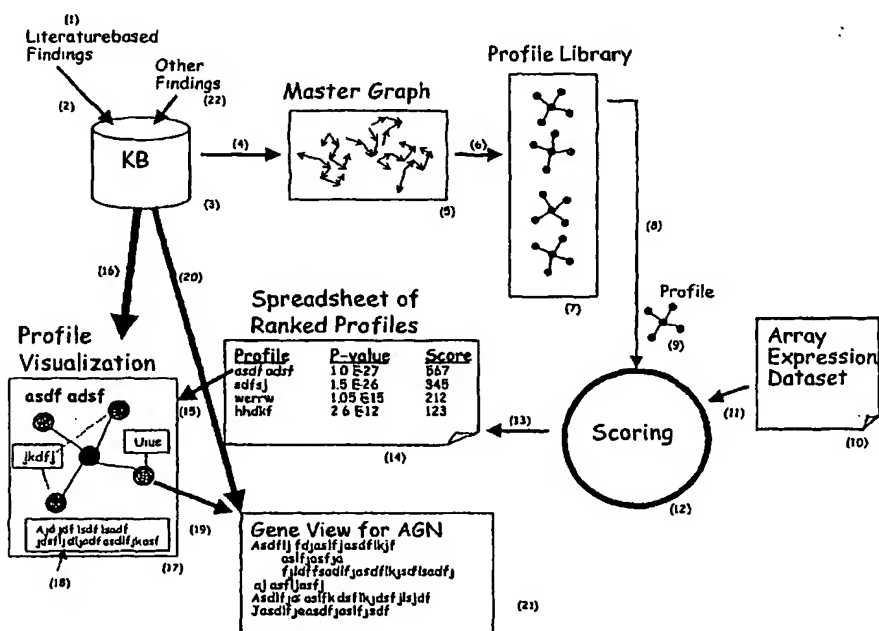 (1)
Literaturebased
Findings
Other
Findings
(22)
(2)
KB
(3)
(4)
Master Graph
(5)
(6)
Profile Library
(7)
(8)
Profile
(9)
Array
Expression
Dataset
(10)
(11)
Scoring
(12)
(13)
Spreadsheet of
Ranked Profiles
Profile P-value Score
asdf adsf 1 0 E-27 567
sdfsj 1.5 E-26 345
werrw 1.05 E15 212
hhdkf 2 6 E12 123
(14)
(15)
(16)
(20)
Profile
Visualization
asdf adsf
jkdfj
Uiue
(17)
(18)
(19)
Gene View for AGN
(21)